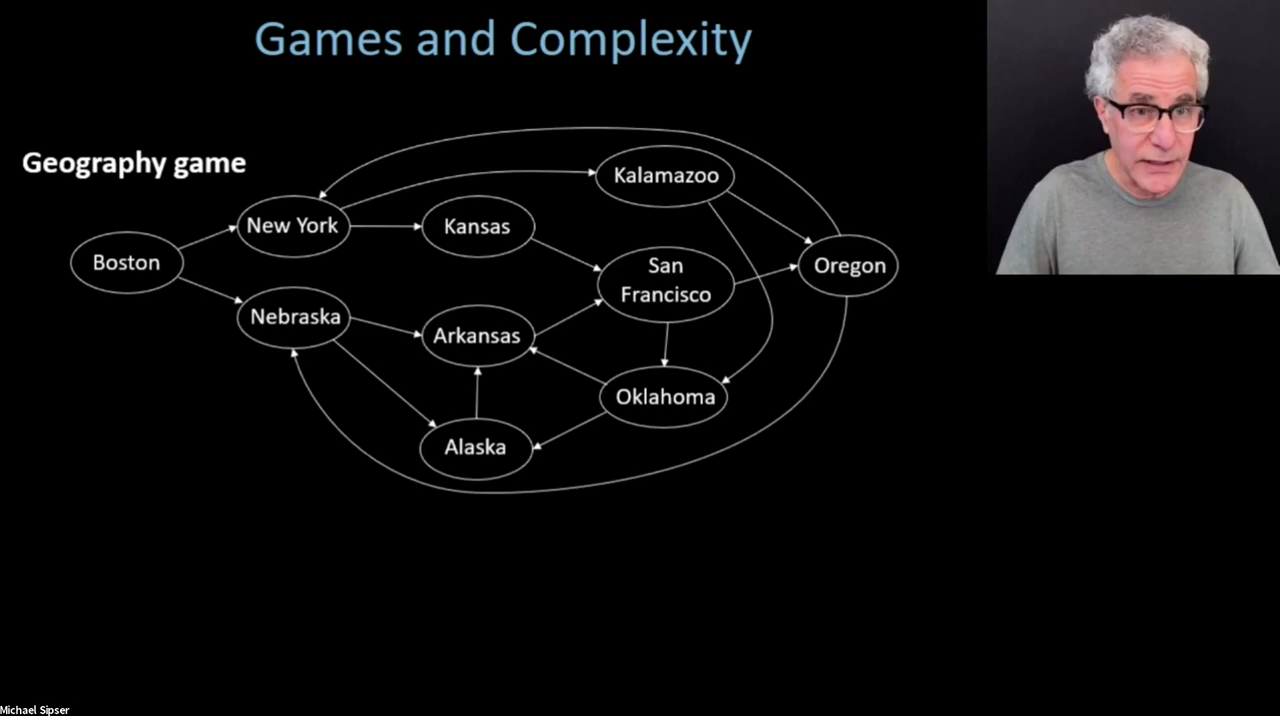 Games and Complexity
Geography game
Boston
New York
Nebraska
Kansas
Arkansas
Alaska
Kalamazoo
San
Francisco
Oklahoma
Oregon
Michael Sipser